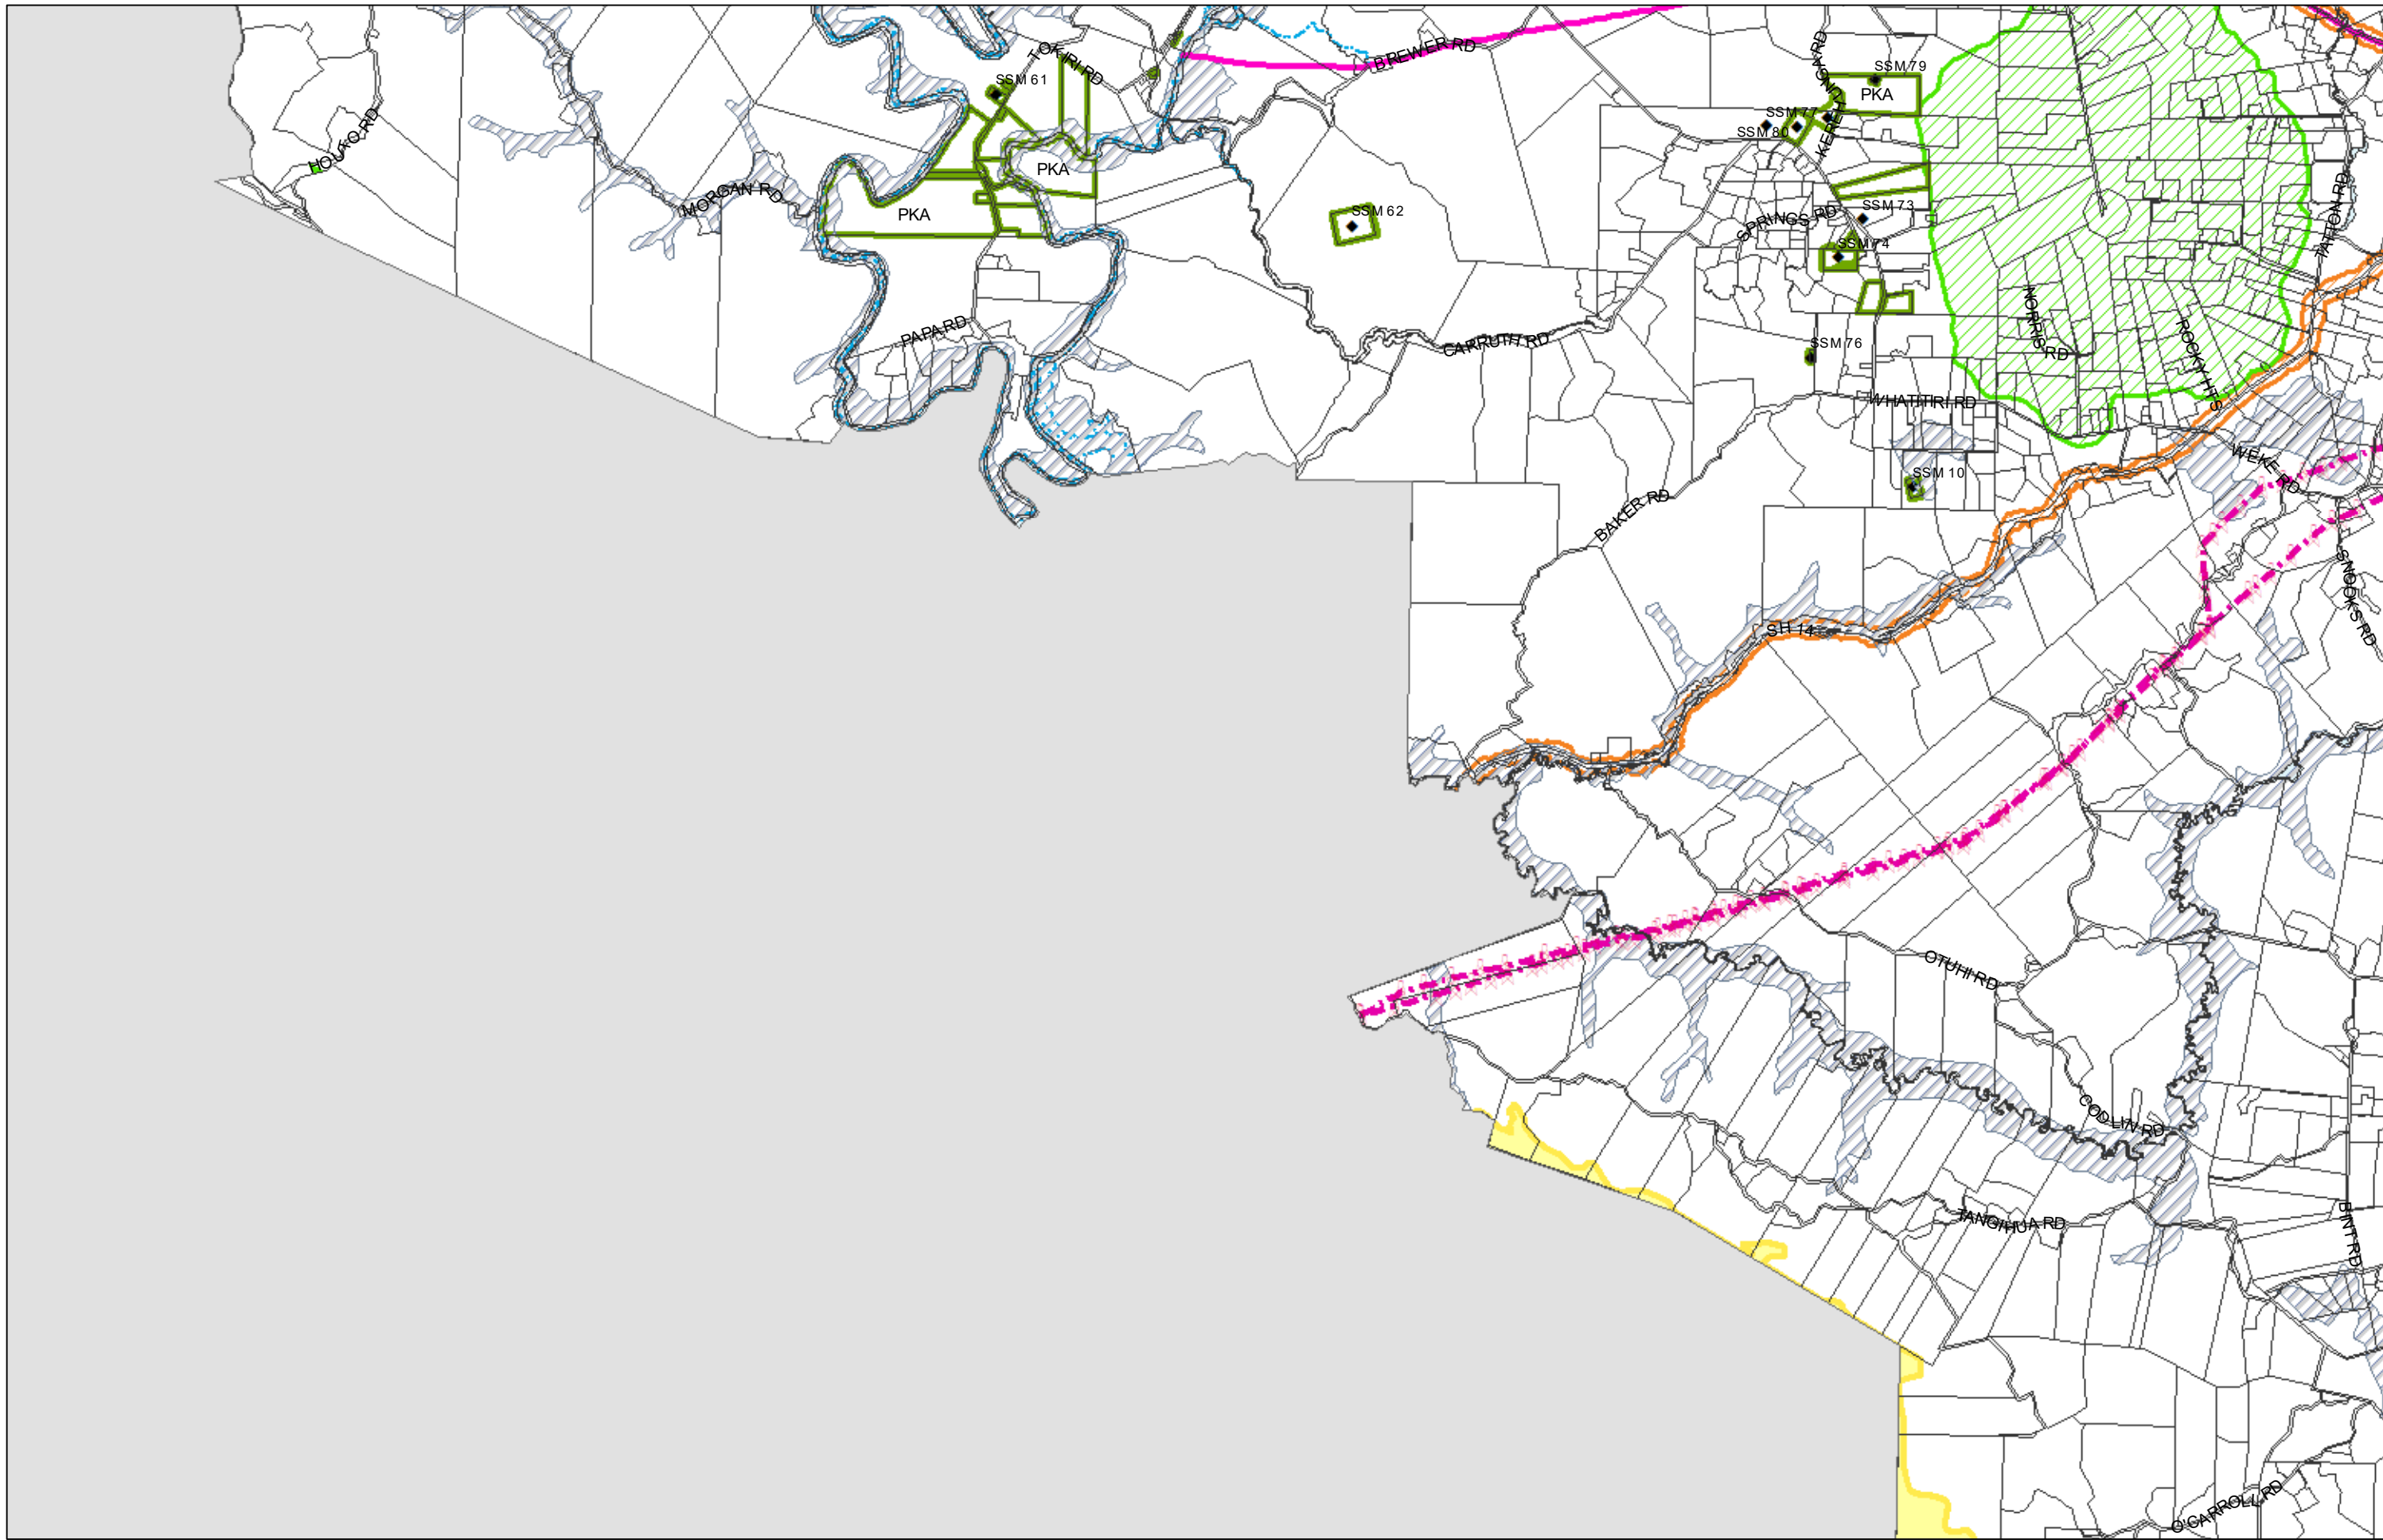 TOKIRI RD
BREWER RD
KEREHONGA RD
SSM 79
PKA
SSM 61
SSM 77
SSM 80
HOUTO RD
PKA
MORGAN RD
PKA
SSM 62
SSM 73
SPRINGS RD
SSM 74
TATTON RD
NORRIS RD
ROCKY HTS
PAPA RD
CARRUTH RD
SSM 76
WHATITIRI RD
WEKE RD
SSM 10
BAKER RD
SNOOKS RD
SH 14
OTUHI RD
CODLIN RD
TANGIHUA RD
BINT RD
O'CARROLL RD